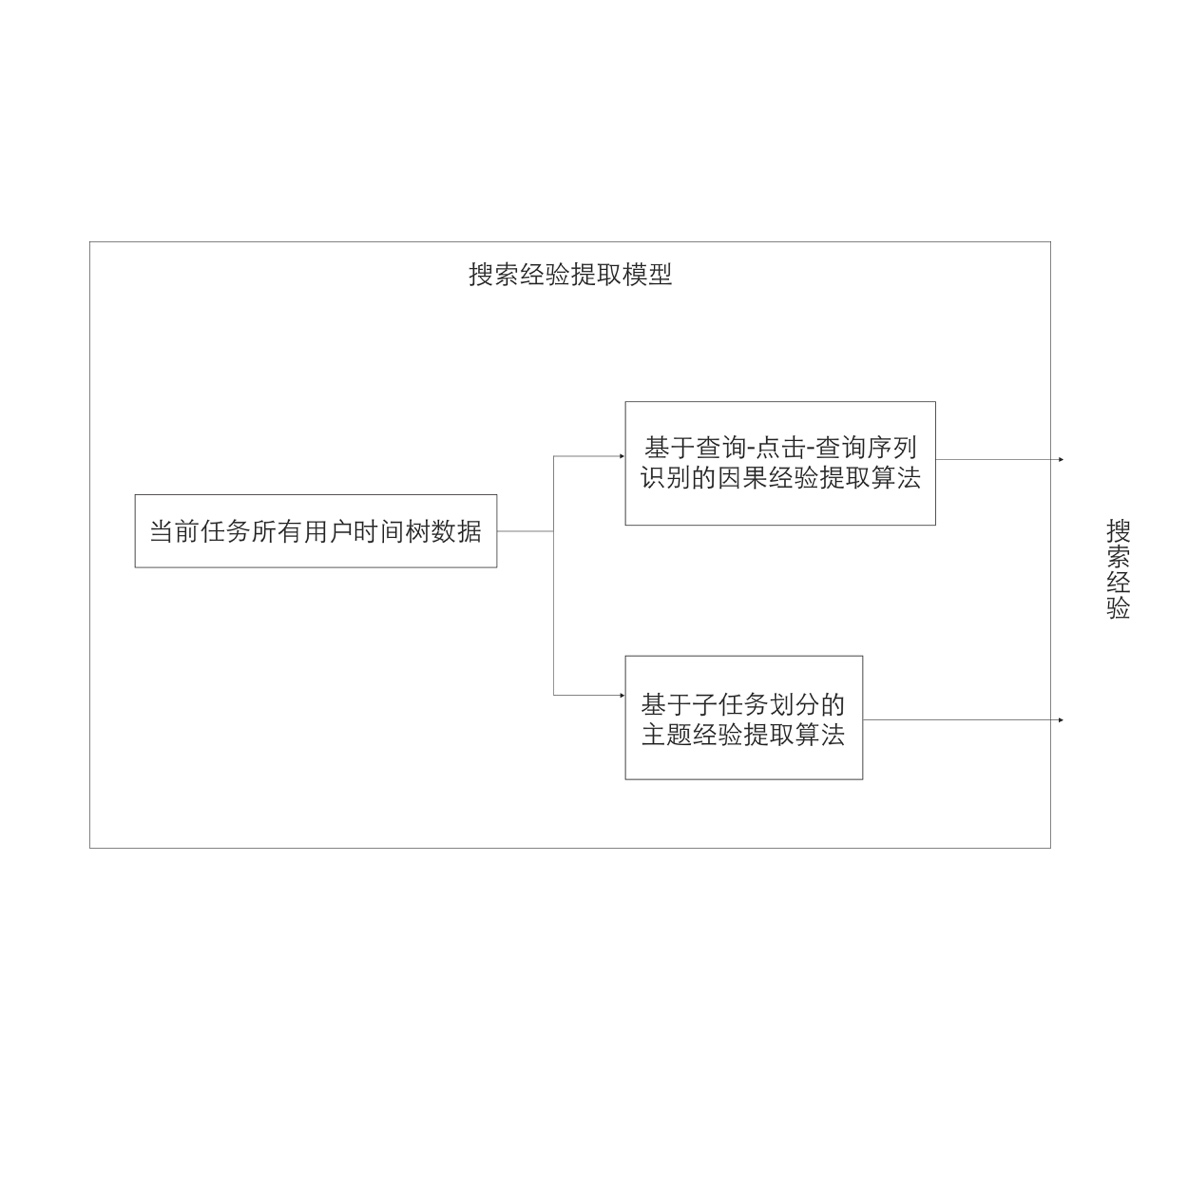 搜索经验提取模型
基于查询-点击-查询序列
识别的因果经验提取算法
当前任务所有用户时间树数据
搜索经验
基于子任务划分的
主题经验提取算法